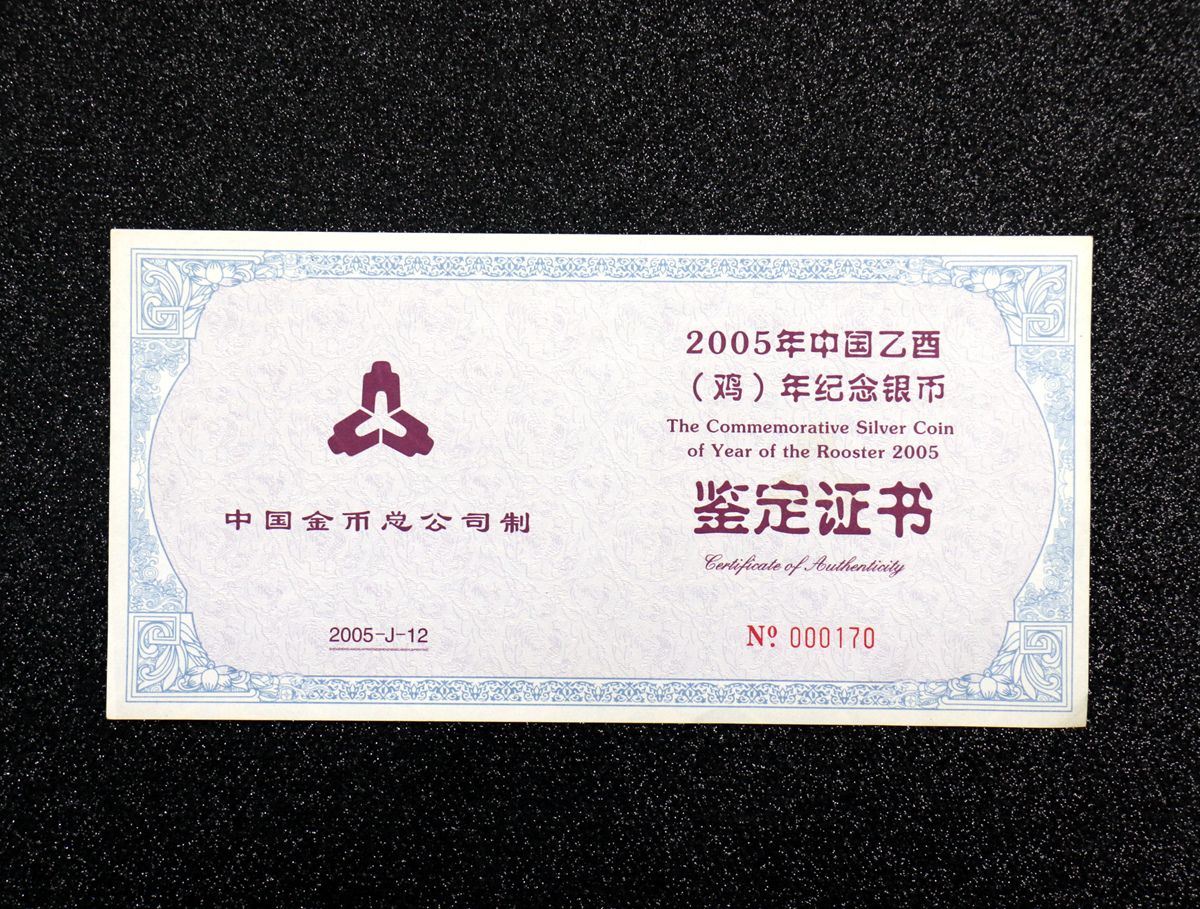 中国金币总公司制
2005-J-12
2005年中国乙酉
（鸡）年纪念银币
The Commemorative Silver Coin
of Year of the Rooster 2005
鉴定证书
Certificate of Authenticity
Nº 000170